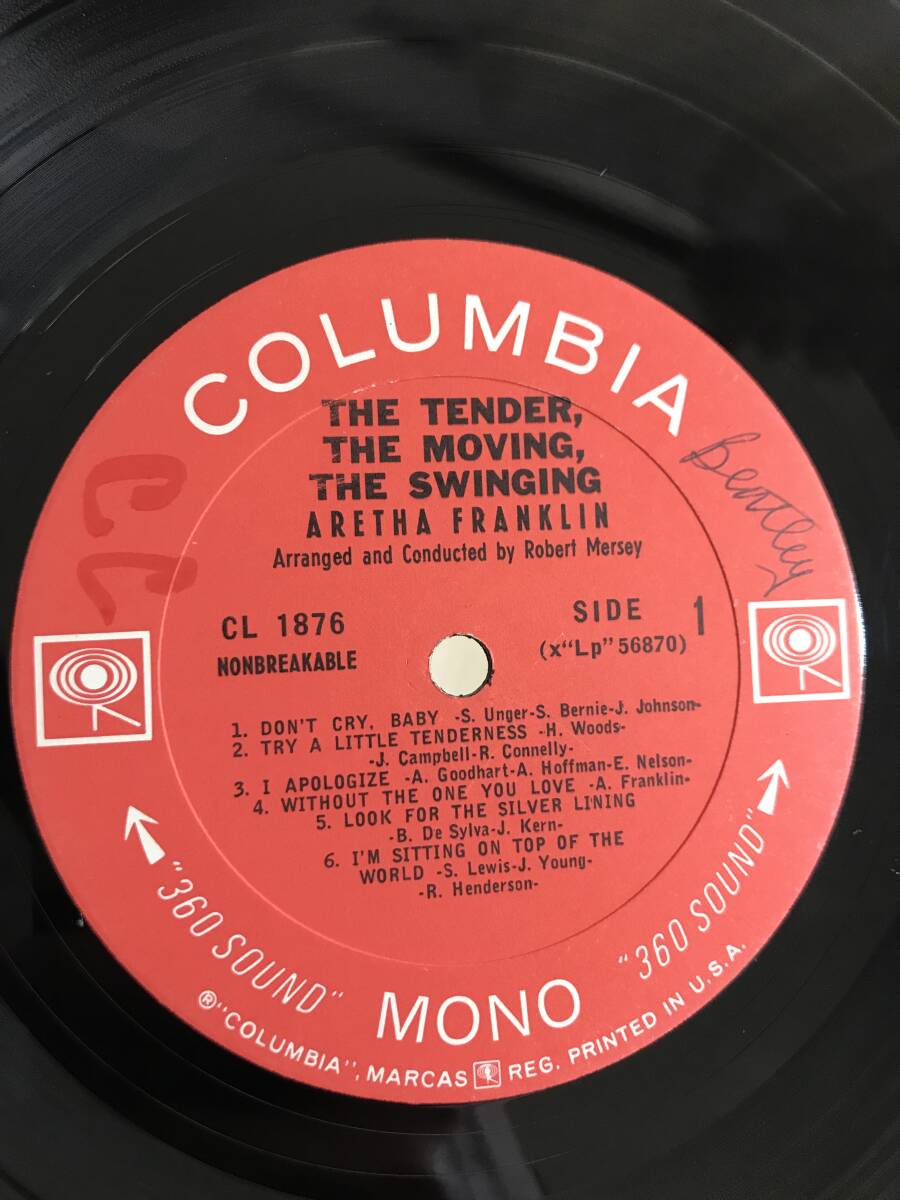 COLUMBIA
THE TENDER,
THE MOVING,
THE SWINGING
ARETHA FRANKLIN
Arranged and Conducted by Robert Mersey
CC
Bentley
CL 1876
NONBREAKABLE
SIDE 1
(x"Lp" 56870)
1. DON'T CRY, BABY -S. Unger-S. Bernie-J. Johnson-
2. TRY A LITTLE TENDERNESS -H. Woods-
-J. Campbell-R. Connelly-
3. I APOLOGIZE -A. Goodhart-A. Hoffman-E. Nelson-
4. WITHOUT THE ONE YOU LOVE -A. Franklin-
5. LOOK FOR THE SILVER LINING
-B. De Sylva-J. Kern-
6. I'M SITTING ON TOP OF THE
WORLD -S. Lewis-J. Young-
-R. Henderson-
"360 SOUND"
"360 SOUND"
MONO
® "COLUMBIA", MARCAS REG. PRINTED IN U.S.A.